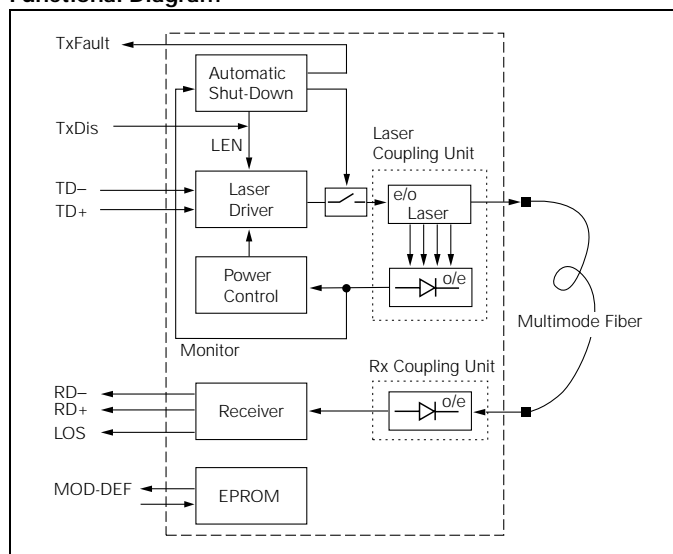 Functional Diagram
TxFault
Automatic
Shut-Down
TxDis
LEN
Laser
Coupling Unit
TD–
TD+
Laser
Driver
e/o
Laser
Power
Control
o/e
Multimode Fiber
Monitor
Rx Coupling Unit
RD–
RD+
LOS
Receiver
o/e
MOD-DEF
EPROM